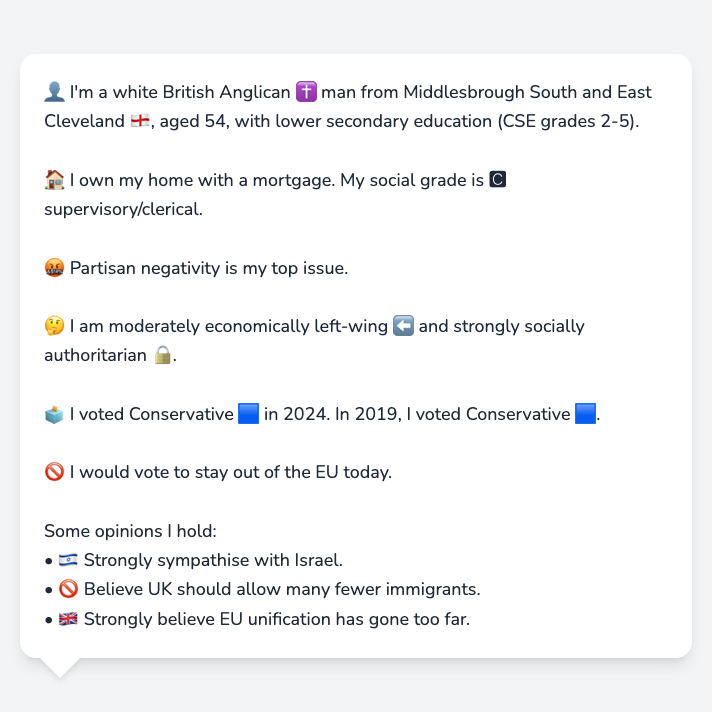 👤 I'm a white British Anglican ✝️ man from Middlesbrough South and East
Cleveland 🏴󠁧󠁢󠁥󠁮󠁧󠁿, aged 54, with lower secondary education (CSE grades 2-5).
🏠 I own my home with a mortgage. My social grade is 🅲
supervisory/clerical.
🤬 Partisan negativity is my top issue.
🤔 I am moderately economically left-wing ⬅️ and strongly socially
authoritarian 🔒.
🗳️ I voted Conservative 🟦 in 2024. In 2019, I voted Conservative 🟦.
🚫 I would vote to stay out of the EU today.
Some opinions I hold:
• 🇮🇱 Strongly sympathise with Israel.
• 🚫 Believe UK should allow many fewer immigrants.
• 🇬🇧 Strongly believe EU unification has gone too far.